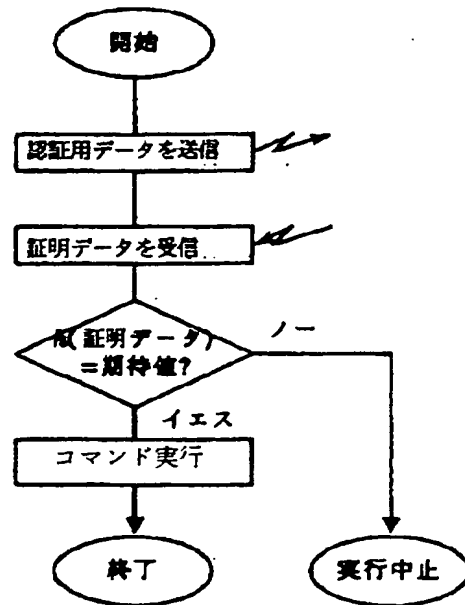 開始
認証用データを送信
証明データを受信
(証明データ)
=期待値?
ノー
イエス
コマンド実行
終了
実行中止